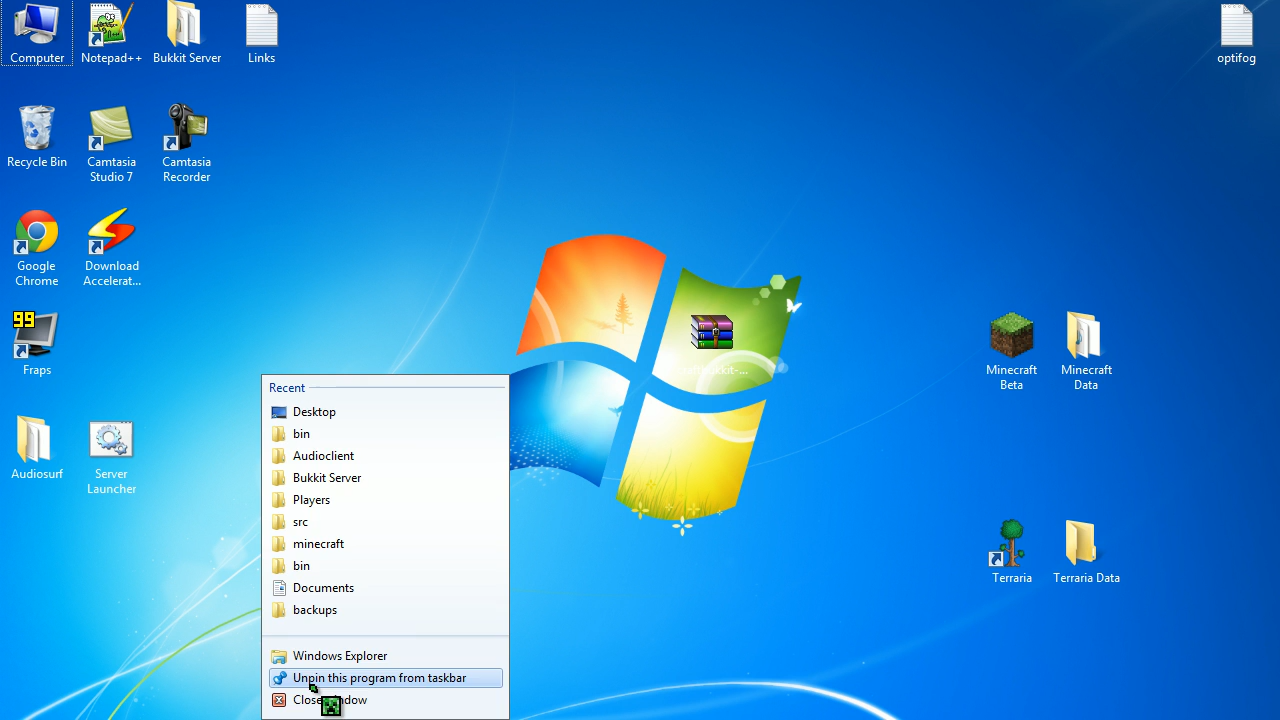 Computer
Notepad++
Bukkit Server
Links
optifog
Recycle Bin
Camtasia
Studio 7
Camtasia
Recorder
Google
Chrome
Download
Accelerat...
99
Fraps
Minecraft
Beta
Minecraft
Data
Audiosurf
Server
Launcher
Terraria
Terraria Data
Recent
Desktop
bin
Audioclient
Bukkit Server
Players
src
minecraft
bin
Documents
backups
Windows Explorer
Unpin this program from taskbar